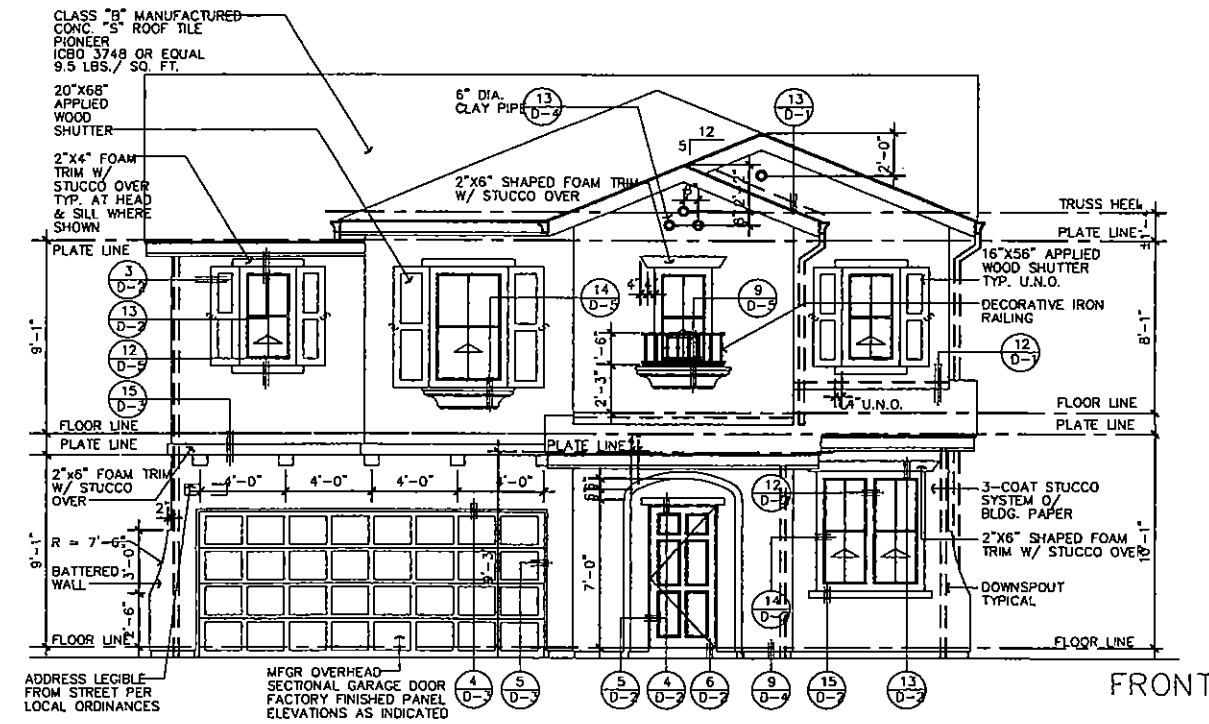 CLASS "B" MANUFACTURED
CONC. "S" ROOF TILE
PIONEER
ICBO 3748 OR EQUAL
9.5 LBS./ SQ. FT.
20"X68"
APPLIED
WOOD
SHUTTER
2"X4" FOAM
TRIM W/
STUCCO OVER
TYP. AT HEAD
& SILL WHERE
SHOWN
6" DIA.
CLAY PIPE
13
D-4
13
D-1
12
5
2'-0"
2"X6" SHAPED FOAM TRIM
W/ STUCCO OVER
TRUSS HEEL
PLATE LINE
PLATE LINE
16"X56" APPLIED
WOOD SHUTTER
TYP. U.N.O.
DECORATIVE IRON
RAILING
3
D-2
13
D-2
12
D-5
15
D-3
14
D-5
9
D-5
12
D-1
9'-1"
8'-1"
1'-6"
2'-3"
4" U.N.O.
FLOOR LINE
PLATE LINE
FLOOR LINE
PLATE LINE
PLATE LINE
2"x6" FOAM TRIM
W/ STUCCO
OVER
4'-0"
4'-0"
4'-0"
4'-0"
12
3-COAT STUCCO
SYSTEM O/
BLDG. PAPER
2"X6" SHAPED FOAM
TRIM W/ STUCCO OVER
R = 7'-6"
BATTERED
WALL
9'-1"
3'-0"
2'-6"
9'-3"
7'-0"
14
DOWNSPOUT
TYPICAL
FLOOR LINE
FLOOR LINE
ADDRESS LEGIBLE
FROM STREET PER
LOCAL ORDINANCES
MFGR OVERHEAD
SECTIONAL GARAGE DOOR
FACTORY FINISHED PANEL
ELEVATIONS AS INDICATED
4
D-3
5
D-3
5
D-2
4
D-2
6
D-2
9
D-4
15
D-2
13
D-2
FRONT